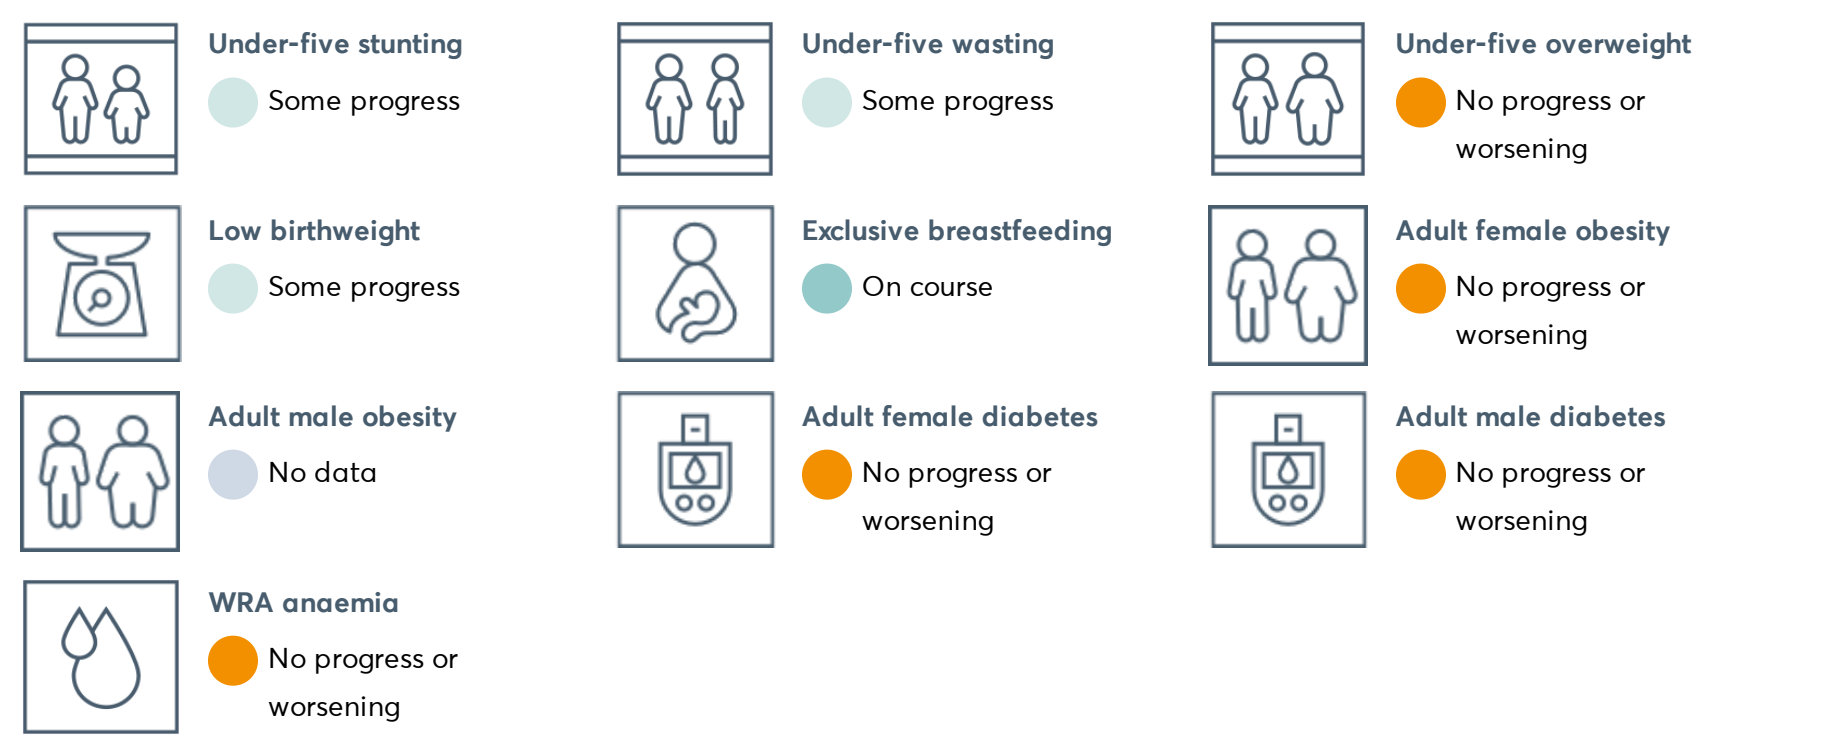 Under-five stunting
Some progress
Under-five wasting
Some progress
Under-five overweight
No progress or
worsening
Low birthweight
Some progress
Exclusive breastfeeding
On course
Adult female obesity
No progress or
worsening
Adult male obesity
No data
Adult female diabetes
No progress or
worsening
Adult male diabetes
No progress or
worsening
WRA anaemia
No progress or
worsening